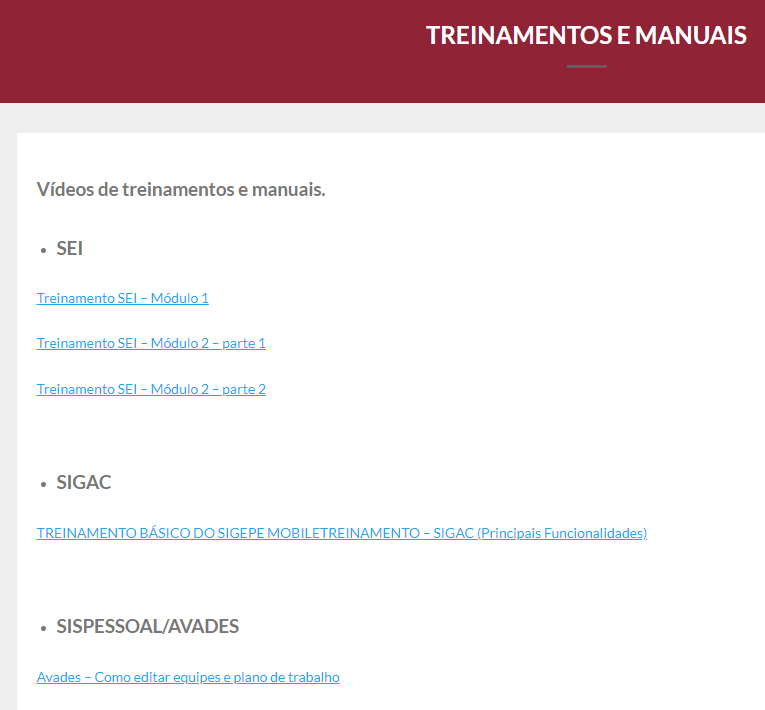 TREINAMENTOS E MANUAIS
Vídeos de treinamentos e manuais.
• SEI
Treinamento SEI – Módulo 1
Treinamento SEI – Módulo 2 – parte 1
Treinamento SEI – Módulo 2 – parte 2
• SIGAC
TREINAMENTO BÁSICO DO SIGEPE MOBILETREINAMENTO – SIGAC (Principais Funcionalidades)
• SISPESSOAL/AVADES
Avades – Como editar equipes e plano de trabalho